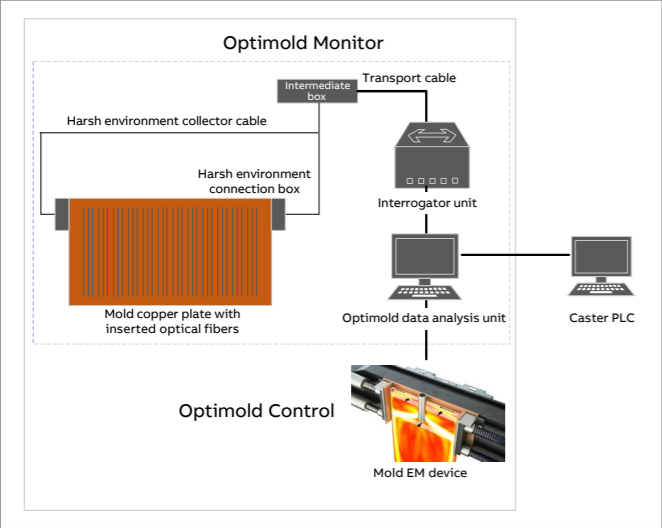 Optimold Monitor
Transport cable
Intermediate
box
Harsh environment collector cable
Harsh environment
connection box
Interrogator unit
Mold copper plate with
inserted optical fibers
Optimold data analysis unit
Caster PLC
Optimold Control
Mold EM device